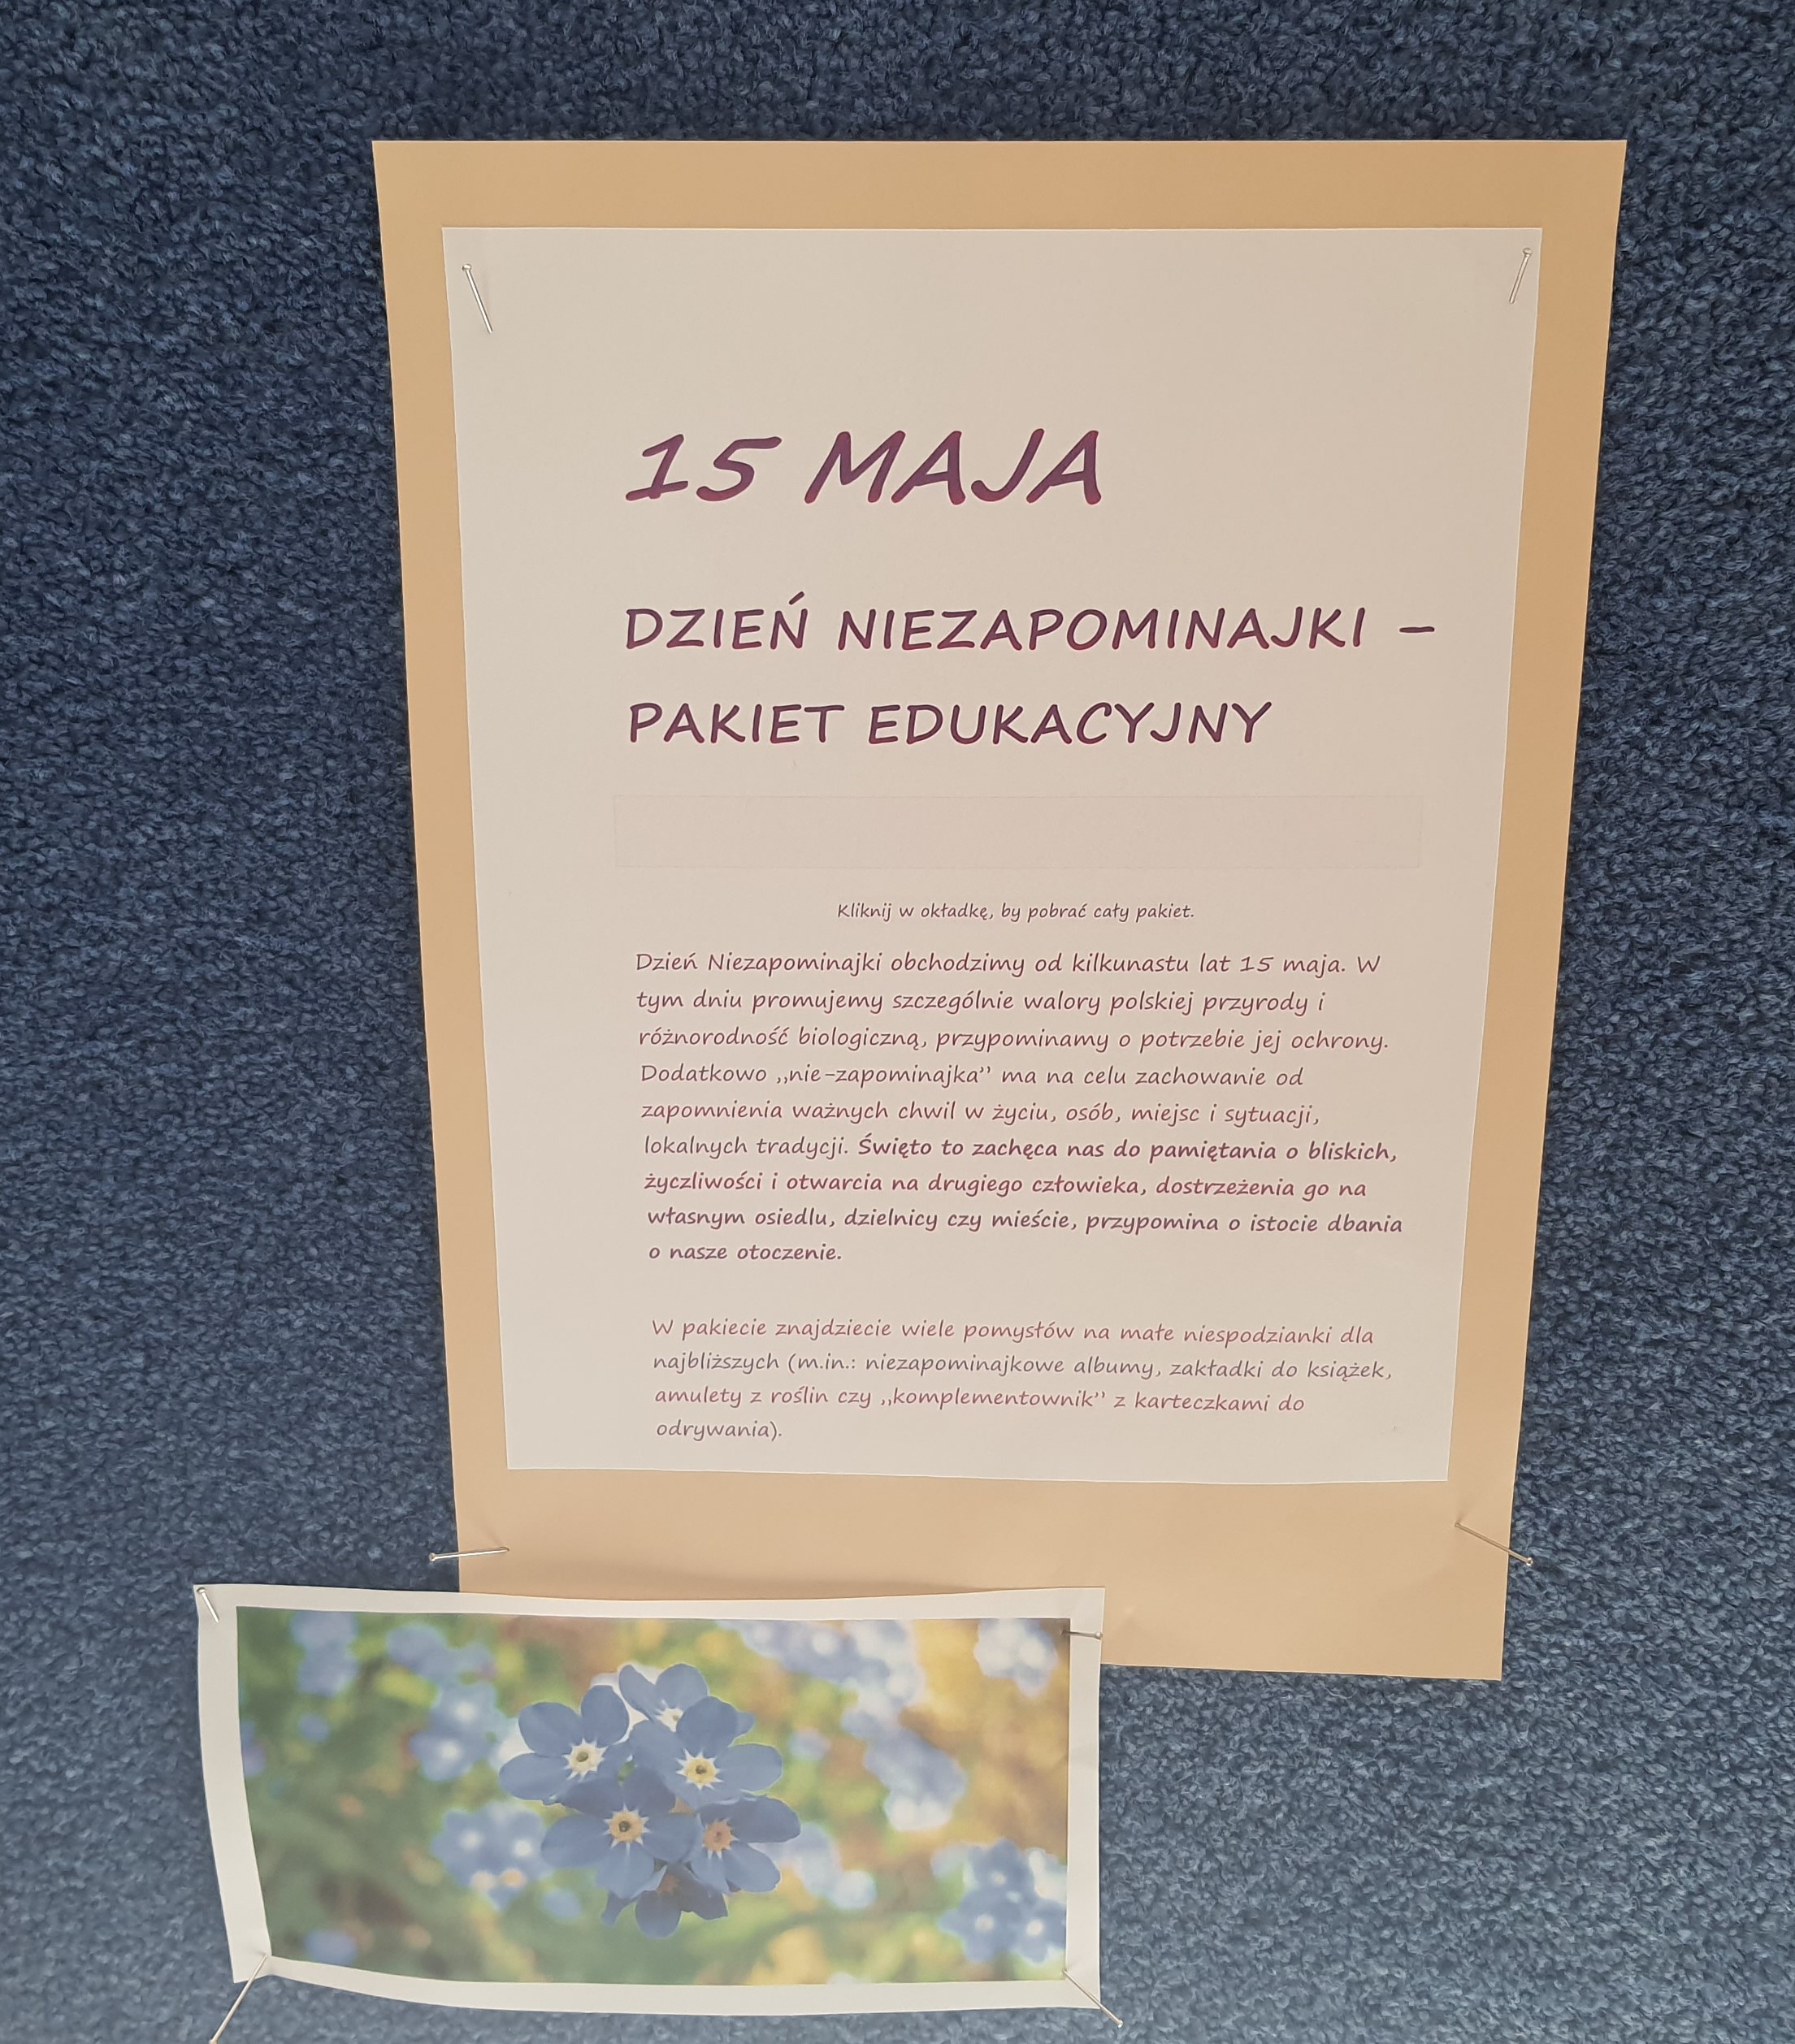 15 MAJA
DZIEŃ NIEZAPOMINAJKI –
PAKIET EDUKACYJNY
Kliknij w okładkę, by pobrać cały pakiet.
Dzień Niezapominajki obchodzimy od kilkunastu lat 15 maja. W
tym dniu promujemy szczególnie walory polskiej przyrody i
różnorodność biologiczną, przypominamy o potrzebie jej ochrony.
Dodatkowo „nie-zapominajka” ma na celu zachowanie od
zapomnienia ważnych chwil w życiu, osób, miejsc i sytuacji,
lokalnych tradycji. Święto to zachęca nas do pamiętania o bliskich,
życzliwości i otwarcia na drugiego człowieka, dostrzeżenia go na
własnym osiedlu, dzielnicy czy mieście, przypomina o istocie dbania
o nasze otoczenie.
W pakiecie znajdziecie wiele pomysłów na małe niespodzianki dla
najbliższych (m.in.: niezapominajkowe albumy, zakładki do książek,
amulety z roślin czy „komplementownik” z karteczkami do
odrywania).